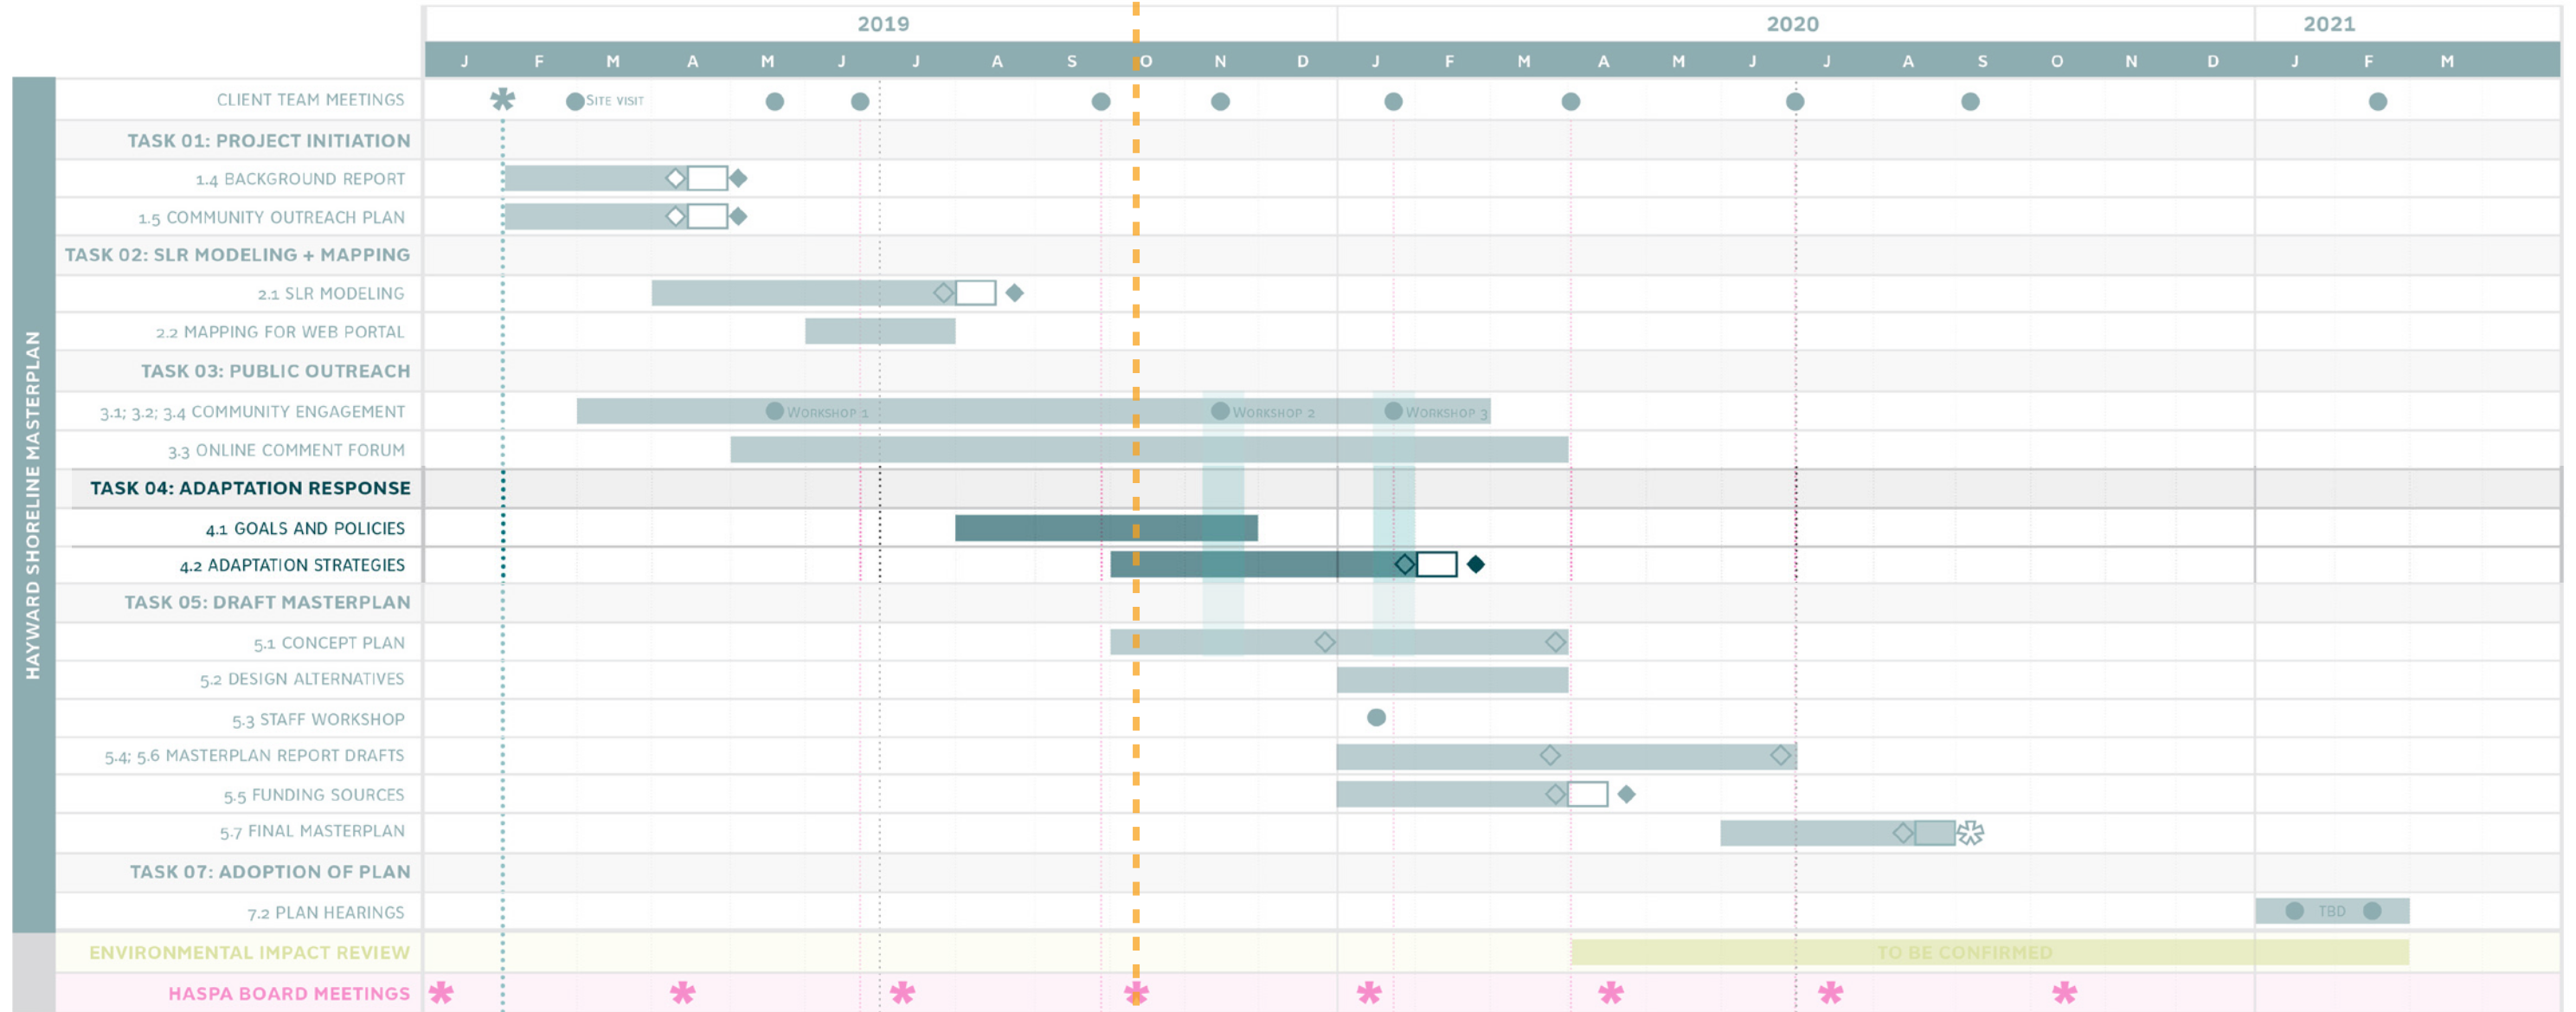 2019 2020 2021
J F M A M J J A S O N D J F M A M J J A S O N D J F M
HAYWARD SHORELINE MASTERPLAN
CLIENT TEAM MEETINGS SITE VISIT
TASK 01: PROJECT INITIATION
1.4 BACKGROUND REPORT
1.5 COMMUNITY OUTREACH PLAN
TASK 02: SLR MODELING + MAPPING
2.1 SLR MODELING
2.2 MAPPING FOR WEB PORTAL
TASK 03: PUBLIC OUTREACH
3.1; 3.2; 3.4 COMMUNITY ENGAGEMENT WORKSHOP 1 WORKSHOP 2 WORKSHOP 3
3.3 ONLINE COMMENT FORUM
TASK 04: ADAPTATION RESPONSE
4.1 GOALS AND POLICIES
4.2 ADAPTATION STRATEGIES
TASK 05: DRAFT MASTERPLAN
5.1 CONCEPT PLAN
5.2 DESIGN ALTERNATIVES
5.3 STAFF WORKSHOP
5.4; 5.6 MASTERPLAN REPORT DRAFTS
5.5 FUNDING SOURCES
5.7 FINAL MASTERPLAN
TASK 07: ADOPTION OF PLAN
7.2 PLAN HEARINGS TBD
ENVIRONMENTAL IMPACT REVIEW TO BE CONFIRMED
HASPA BOARD MEETINGS